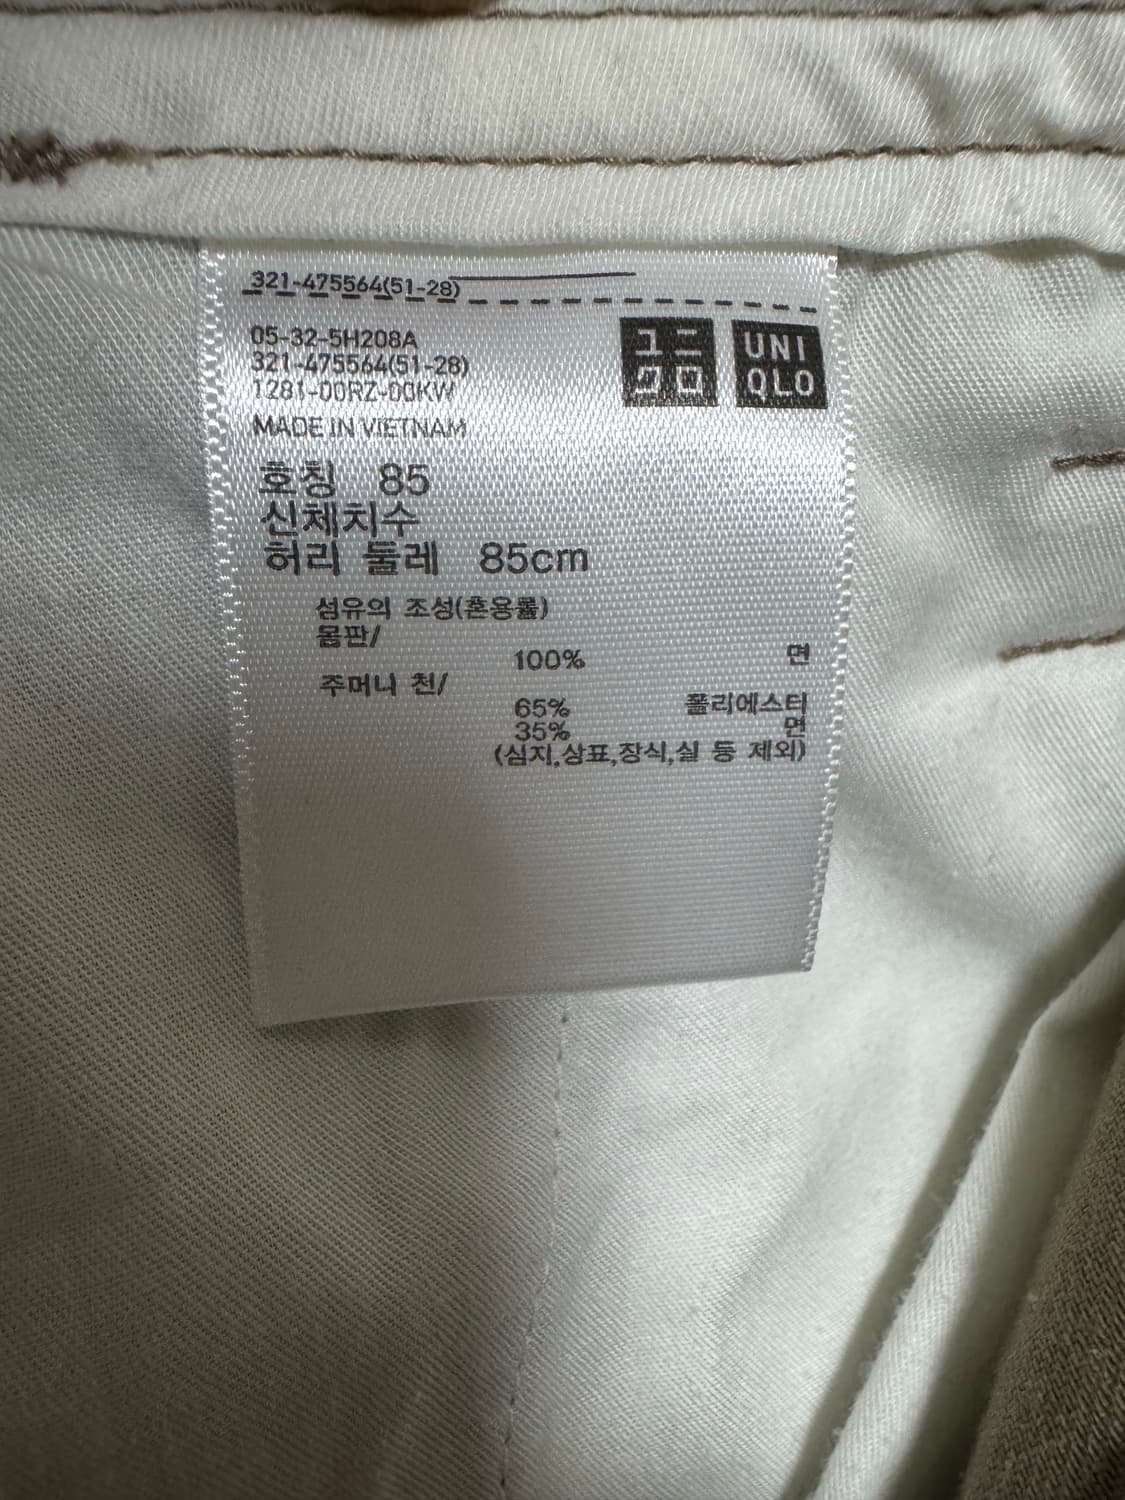 321-475564(51-28)
05-32-5H208A
321-475564(51-28)
1281-00RZ-00KW
MADE IN VIETNAM
ユニ
クロ
UNI
QLO
호칭 85
신체치수
허리 둘레 85cm
섬유의 조성(혼용률)
몸판/
100% 면
주머니 천/
65% 폴리에스터
35% 면
(심지,상표,장식,실 등 제외)